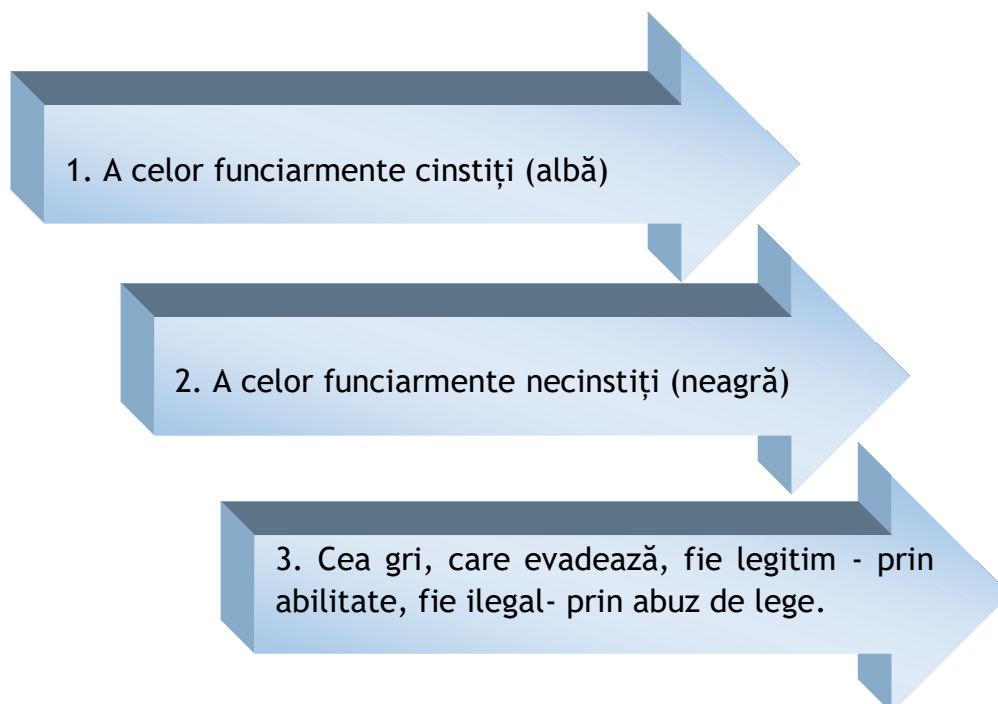 1. A celor funciarmente cinstiți (albă)
2. A celor funciarmente necinstiți (neagră)
3. Cea gri, care evadează, fie legitim - prin
abilitate, fie ilegal- prin abuz de lege.